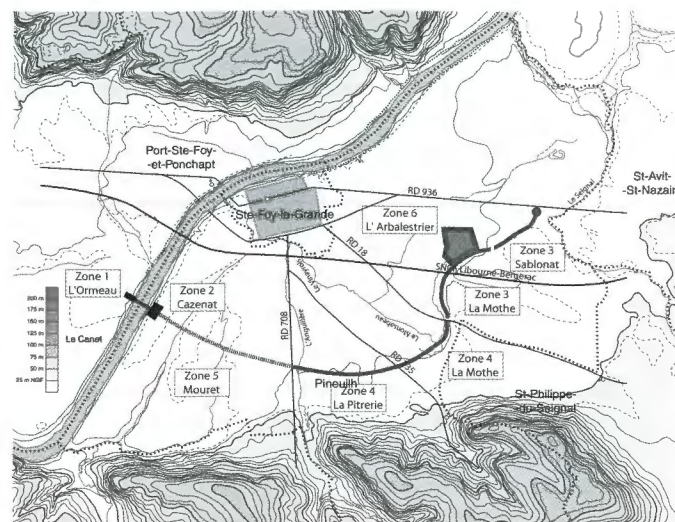 Port-Ste-Foy-
-et-Ponchapt
Ste-Foy-la-Grande
RD 936
Le Seignal
St-Avit-
-St-Nazaire
Zone 6
L' Arbalestrier
RD 18
Zone 3
Sablonat
Zone 1
L'Ormeau
Zone 2
Cazenat
SNCF Libourne-Bergerac
Zone 3
La Mothe
200 m
175 m
150 m
125 m
100 m
75 m
50 m
25 m NGF
Le Canet
RD 708
Zone 4
La Mothe
Zone 5
Mouret
Pineuilh
Zone 4
La Pitrerie
St-Philippe-
-du-Seignal